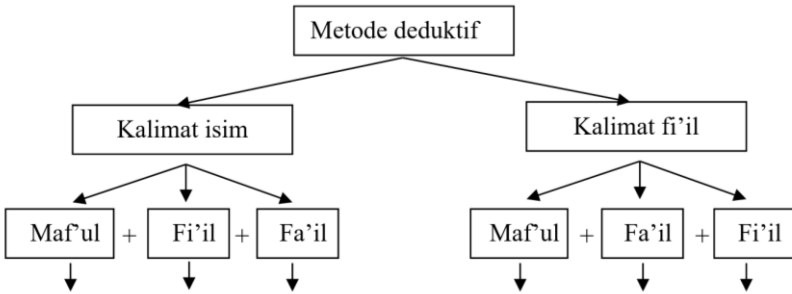 Metode deduktif
Kalimat isim
Kalimat fi’il
Maf’ul + Fi’il + Fa’il
Maf’ul + Fa’il + Fi’il